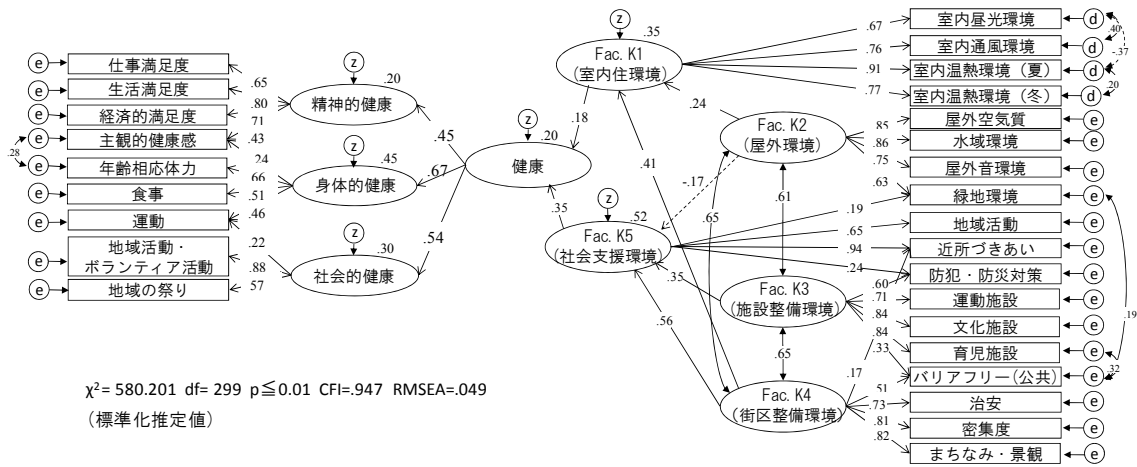 仕事満足度
生活満足度
経済的満足度
主観的健康感
年齢相応体力
食事
運動
地域活動・
ボランティア活動
地域の祭り
e
e
e
e
e
e
e
e
e
.28
.65
.80
.71
.43
.24
.66
.51
.46
.22
.88
.57
z
.20
精神的健康
z
.45
身体的健康
z
.30
社会的健康
.45
.67
.54
z
.20
健康
.18
.35
z
.35
Fac. K1
(室内住環境)
.24
Fac. K2
(屋外環境)
-.17
.41
.61
.65
z
.52
Fac. K5
(社会支援環境)
.35
.56
Fac. K3
(施設整備環境)
.65
Fac. K4
(街区整備環境)
.67
.76
.91
.77
.85
.86
.75
.63
.19
.65
.94
.24
.60
.71
.84
.84
.33
.17
.51
.73
.81
.82
室内昼光環境
室内通風環境
室内温熱環境（夏）
室内温熱環境（冬）
屋外空気質
水域環境
屋外音環境
緑地環境
地域活動
近所づきあい
防犯・防災対策
運動施設
文化施設
育児施設
バリアフリー(公共)
治安
密集度
まちなみ・景観
d
d
d
d
e
e
e
e
e
e
e
e
e
e
e
e
e
e
.40
-.37
.20
.19
.32
χ²= 580.201 df= 299 p≦0.01 CFI=.947 RMSEA=.049
（標準化推定値）